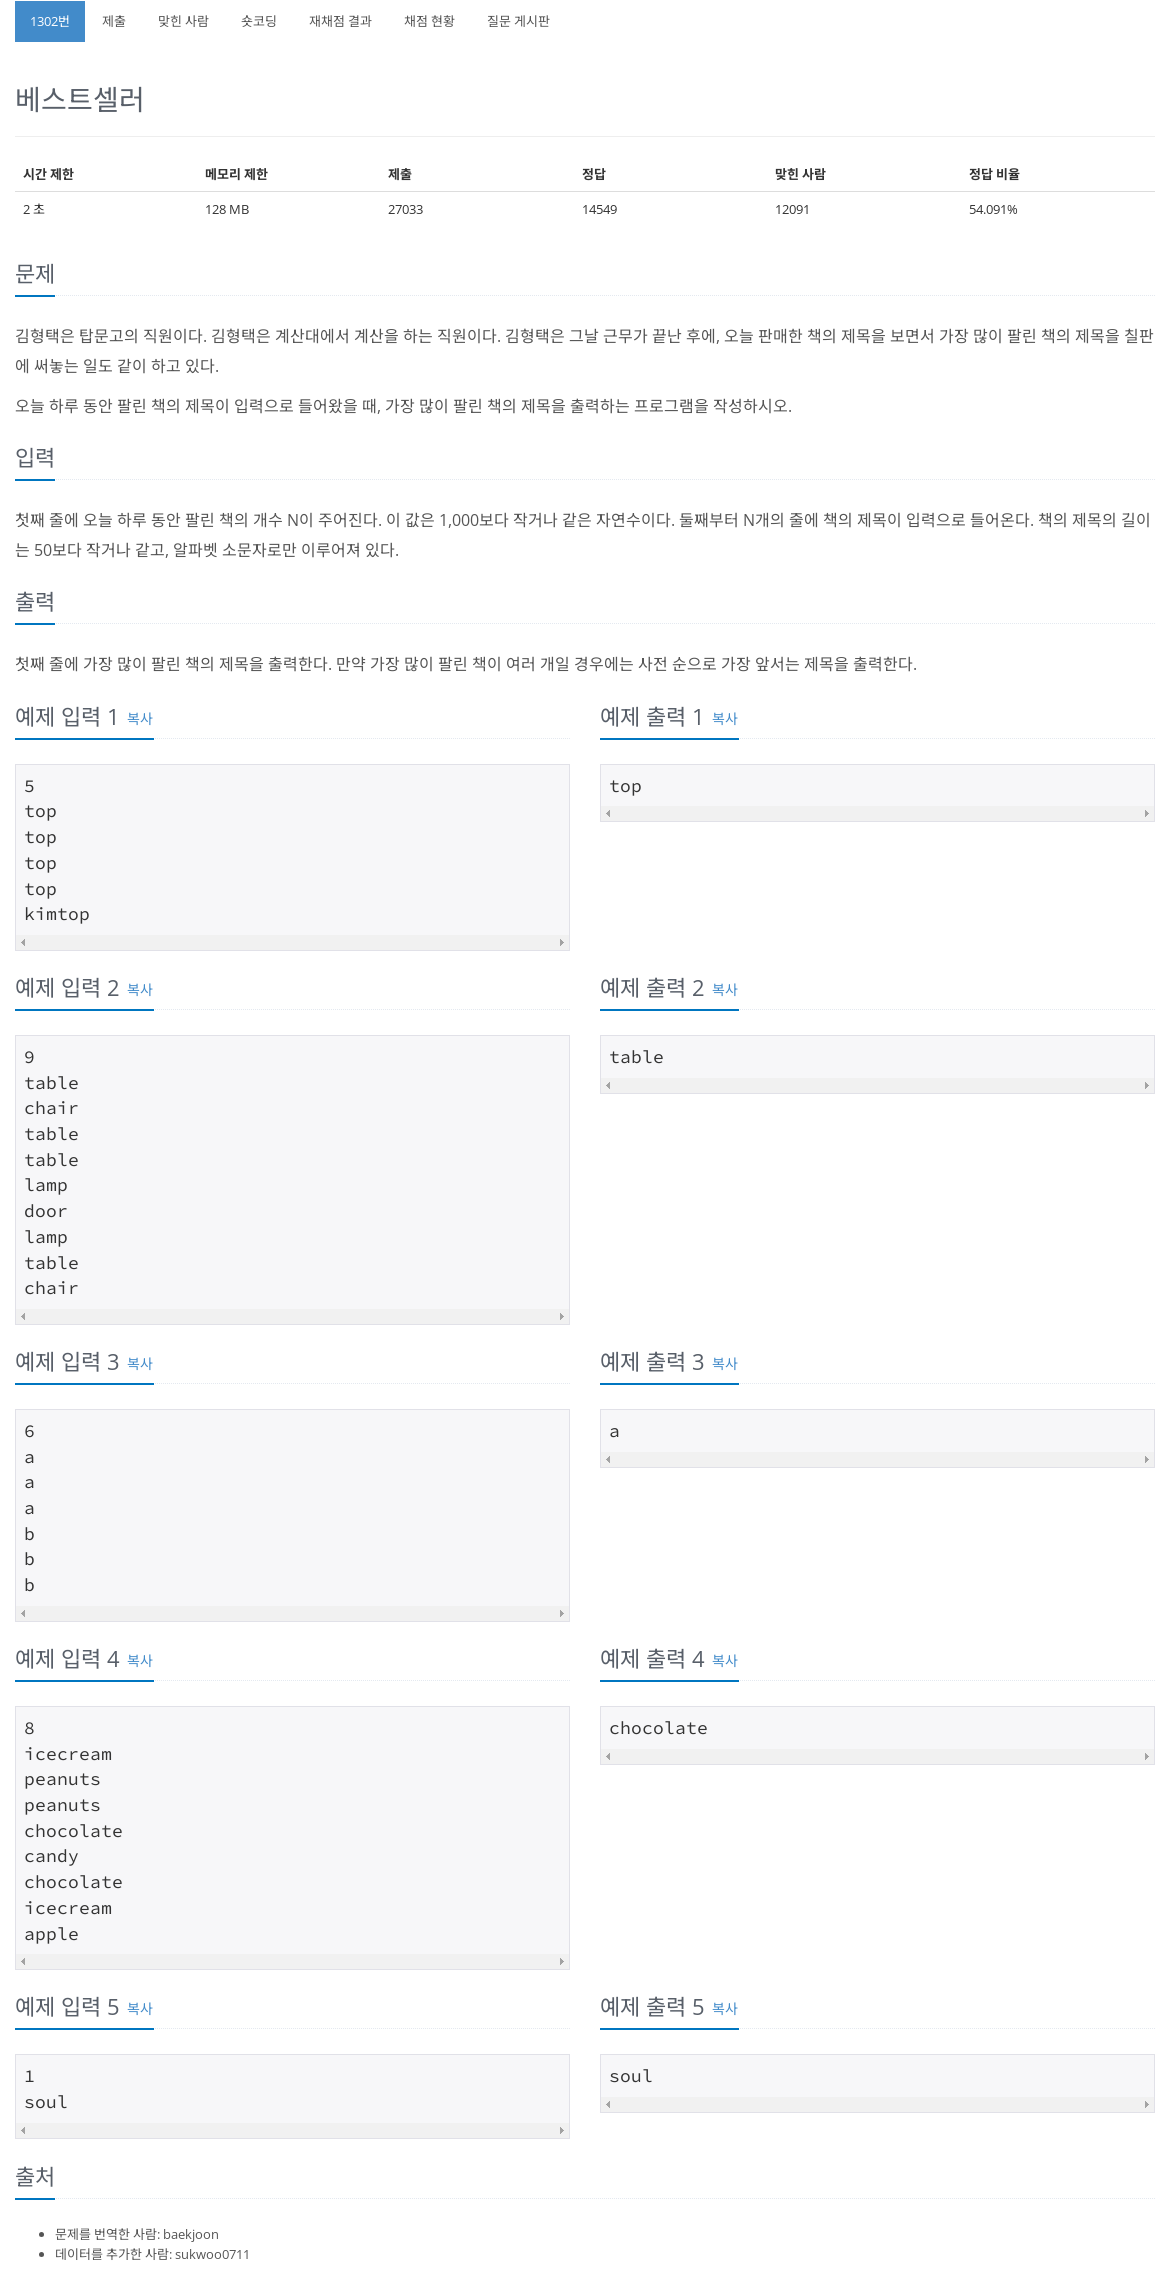 1302번 제출 맞힌 사람 숏코딩 재채점 결과 채점 현황 질문 게시판
베스트셀러
시간 제한 메모리 제한 제출 정답 맞힌 사람 정답 비율
2 초 128 MB 27033 14549 12091 54.091%
문제
김형택은 탑문고의 직원이다. 김형택은 계산대에서 계산을 하는 직원이다. 김형택은 그날 근무가 끝난 후에, 오늘 판매한 책의 제목을 보면서 가장 많이 팔린 책의 제목을 칠판
에 써놓는 일도 같이 하고 있다.
오늘 하루 동안 팔린 책의 제목이 입력으로 들어왔을 때, 가장 많이 팔린 책의 제목을 출력하는 프로그램을 작성하시오.
입력
첫째 줄에 오늘 하루 동안 팔린 책의 개수 N이 주어진다. 이 값은 1,000보다 작거나 같은 자연수이다. 둘째부터 N개의 줄에 책의 제목이 입력으로 들어온다. 책의 제목의 길이
는 50보다 작거나 같고, 알파벳 소문자로만 이루어져 있다.
출력
첫째 줄에 가장 많이 팔린 책의 제목을 출력한다. 만약 가장 많이 팔린 책이 여러 개일 경우에는 사전 순으로 가장 앞서는 제목을 출력한다.
예제 입력 1 복사
5
top
top
top
top
kimtop
예제 출력 1 복사
top
예제 입력 2 복사
9
table
chair
table
table
lamp
door
lamp
table
chair
예제 출력 2 복사
table
예제 입력 3 복사
6
a
a
a
b
b
b
예제 출력 3 복사
a
예제 입력 4 복사
8
icecream
peanuts
peanuts
chocolate
candy
chocolate
icecream
apple
예제 출력 4 복사
chocolate
예제 입력 5 복사
1
soul
예제 출력 5 복사
soul
출처
문제를 번역한 사람: baekjoon
데이터를 추가한 사람: sukwoo0711